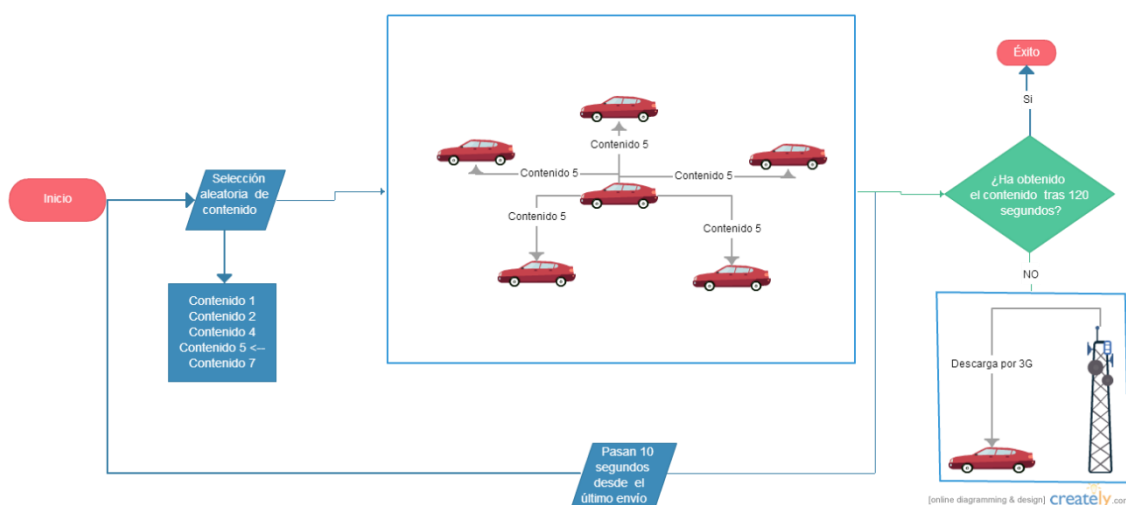 Inicio
Selección
aleatoria de
contenido
Contenido 1
Contenido 2
Contenido 4
Contenido 5 <--
Contenido 7
Contenido 5
Contenido 5
Contenido 5
Contenido 5
Contenido 5
Pasan 10
segundos
desde el
último envío
Éxito
Si
¿Ha obtenido
el contenido tras 120
segundos?
NO
Descarga por 3G
[online diagramming & design] creately.com